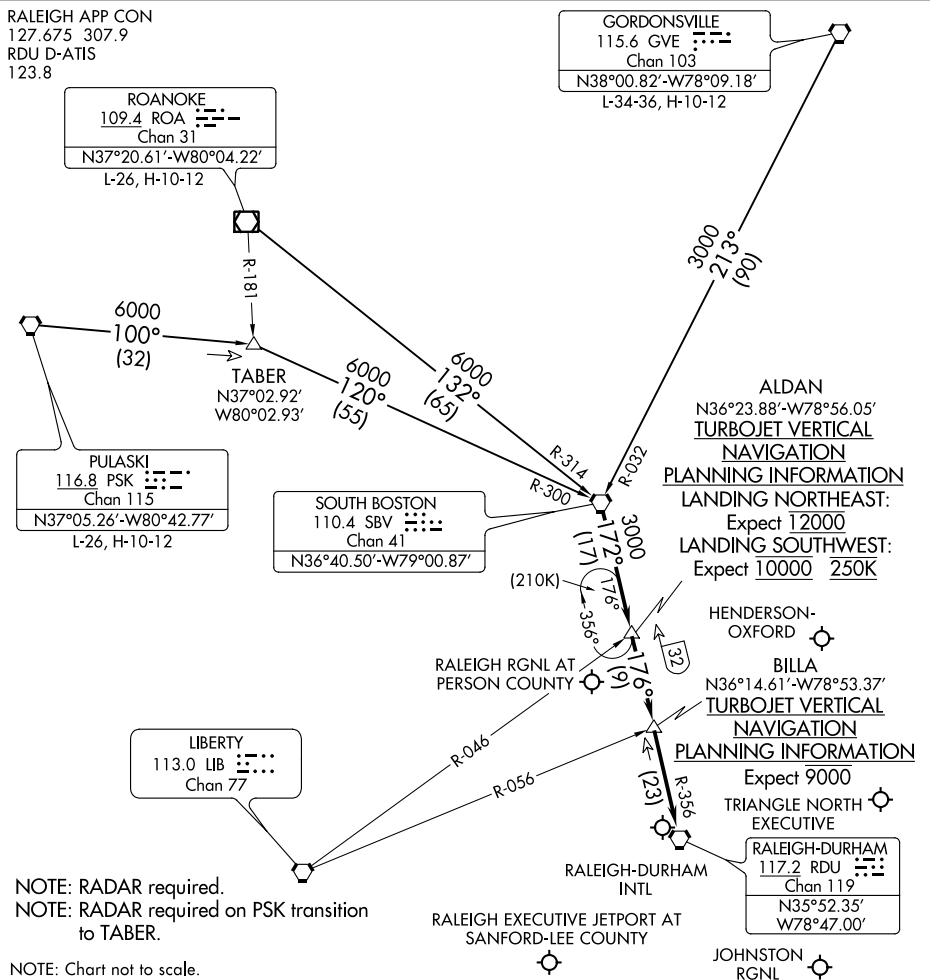 RALEIGH APP CON
127.675 307.9
RDU D-ATIS
123.8
GORDONSVILLE
115.6 GVE
Chan 103
N38°00.82'-W78°09.18'
L-34-36, H-10-12
ROANOKE
109.4 ROA
Chan 31
N37°20.61'-W80°04.22'
L-26, H-10-12
R-181
3000
213°
(90)
6000
100°
(32)
TABER
N37°02.92'
W80°02.93'
6000
120°
(55)
6000
132°
(65)
R-314
R-300
R-032
PULASKI
116.8 PSK
Chan 115
N37°05.26'-W80°42.77'
L-26, H-10-12
SOUTH BOSTON
110.4 SBV
Chan 41
N36°40.50'-W79°00.87'
3000
172°
(17)
ALDAN
N36°23.88'-W78°56.05'
TURBOJET VERTICAL
NAVIGATION
PLANNING INFORMATION
LANDING NORTHEAST:
Expect 12000
LANDING SOUTHWEST:
Expect 10000 250K
(210K)
176°
356°
32
176°
(9)
HENDERSON-
OXFORD
RALEIGH RGNL AT
PERSON COUNTY
BILLA
N36°14.61'-W78°53.37'
TURBOJET VERTICAL
NAVIGATION
PLANNING INFORMATION
Expect 9000
LIBERTY
113.0 LIB
Chan 77
R-046
R-056
(23)
R-356
TRIANGLE NORTH
EXECUTIVE
RALEIGH-DURHAM
117.2 RDU
Chan 119
N35°52.35'
W78°47.00'
RALEIGH-DURHAM
INTL
RALEIGH EXECUTIVE JETPORT AT
SANFORD-LEE COUNTY
JOHNSTON
RGNL
NOTE: RADAR required.
NOTE: RADAR required on PSK transition
to TABER.
NOTE: Chart not to scale.